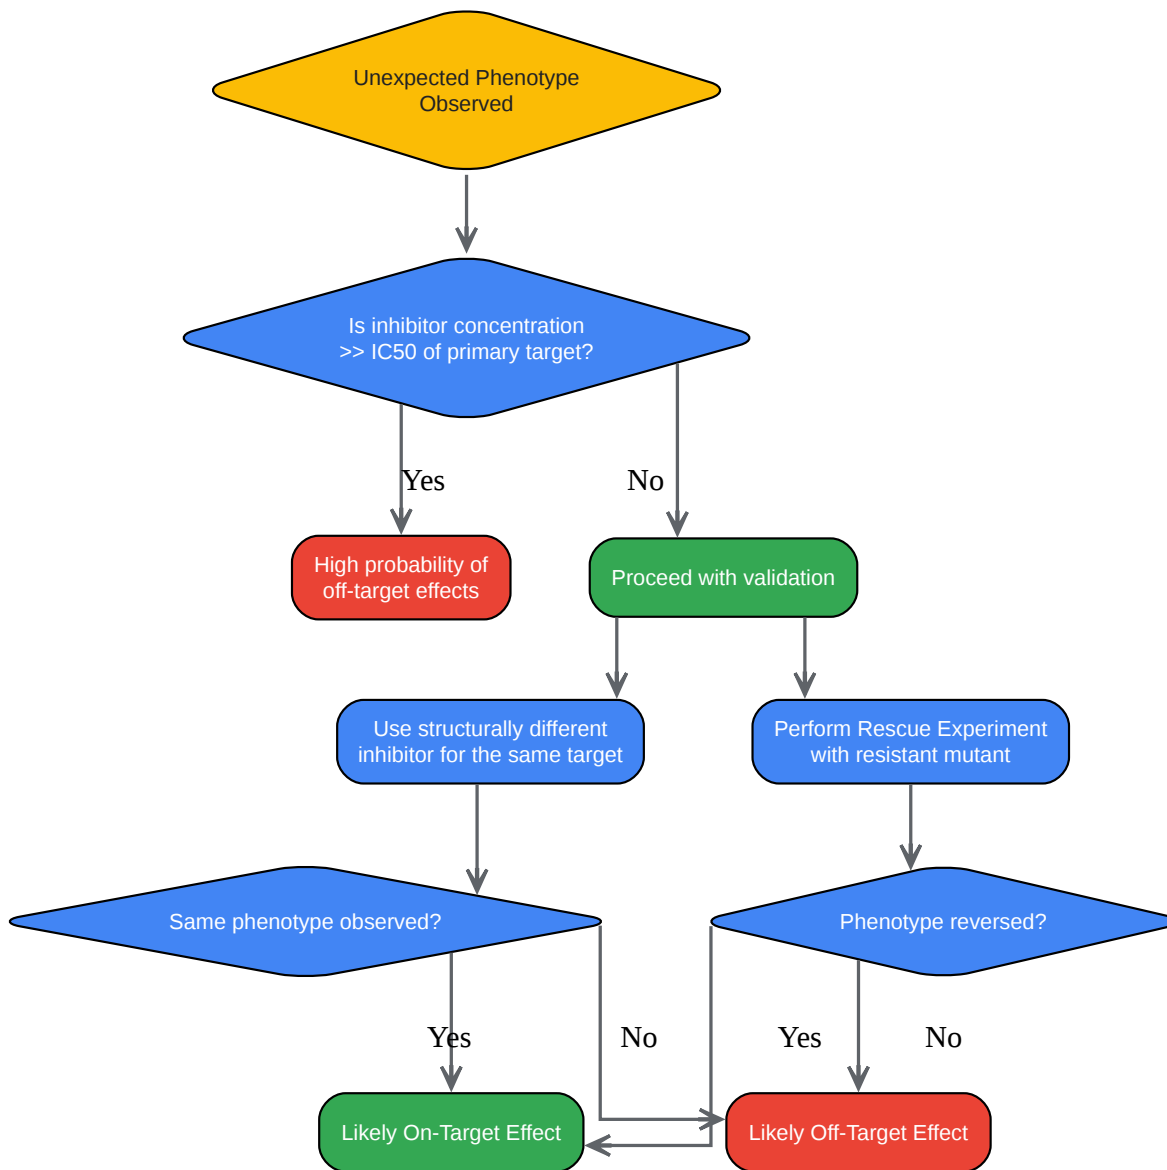 Unexpected Phenotype
Observed
Is inhibitor concentration
>> IC50 of primary target?
Yes
No
High probability of
off-target effects
Proceed with validation
Use structurally different
inhibitor for the same target
Perform Rescue Experiment
with resistant mutant
Same phenotype observed?
Phenotype reversed?
Yes
No
Yes
No
Likely On-Target Effect
Likely Off-Target Effect